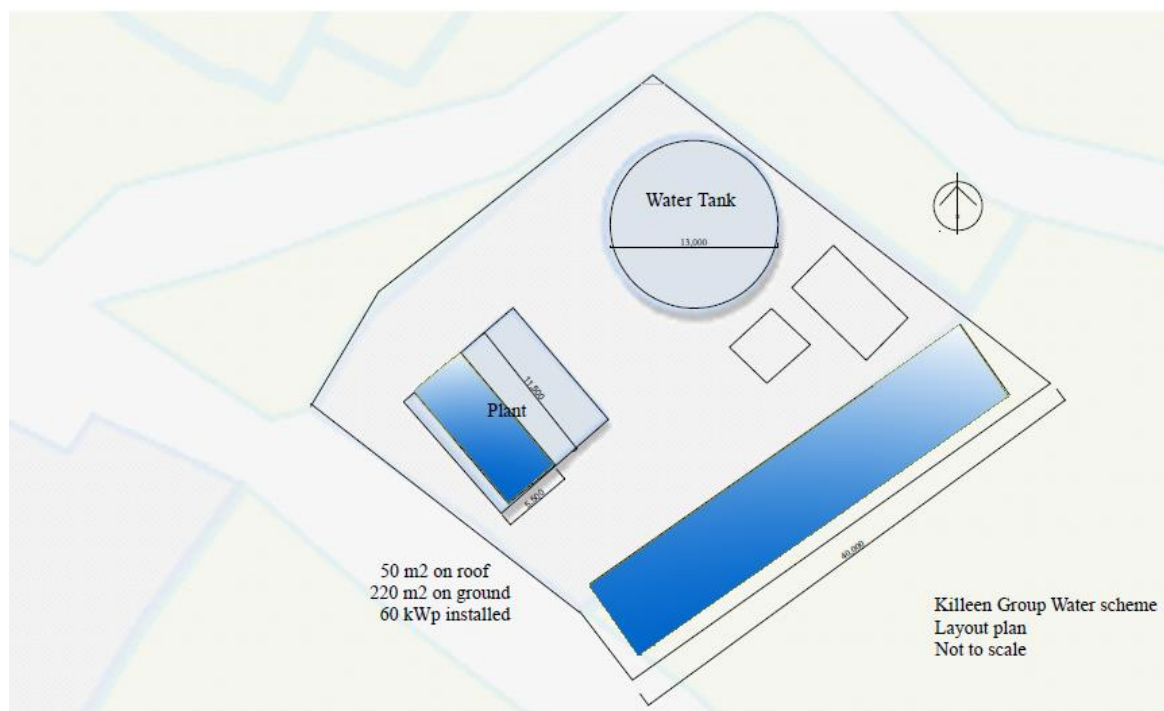 Water Tank
13,000
11,500
Plant
5,500
40,000
50 m2 on roof
220 m2 on ground
60 kWp installed
Killeen Group Water scheme
Layout plan
Not to scale